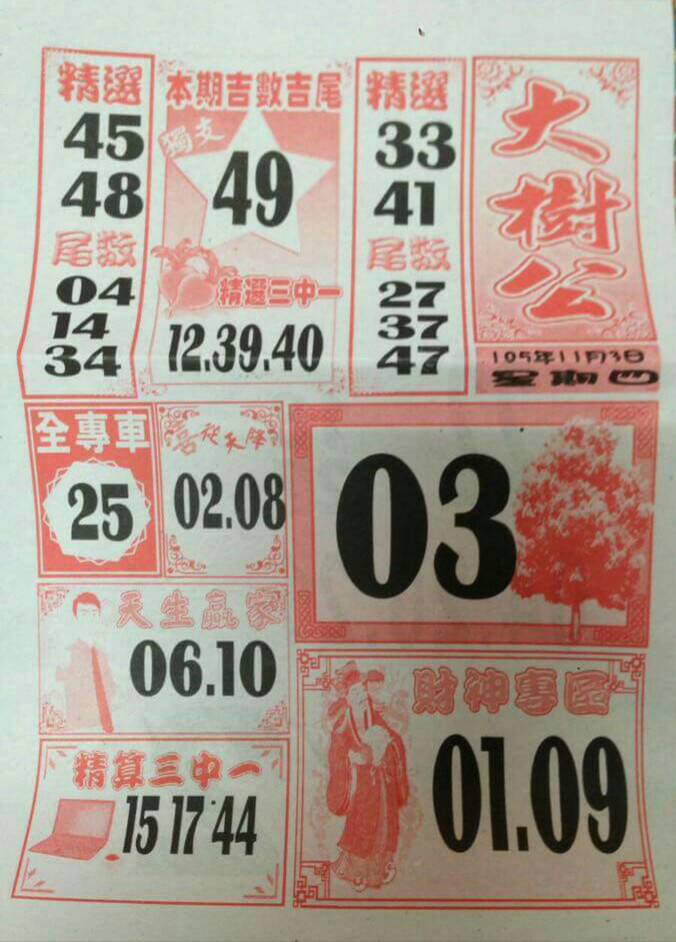 精選
45
48
尾数
04
14
34
本期吉數吉尾
獨支
49
精選三中一
12.39.40
精選
33
41
尾数
27
37
47
大樹公
105年11月3日
星期四
全專車
25
喜從天降
02.08
03
天生贏家
06.10
財神專區
01.09
精算三中一
15 17 44